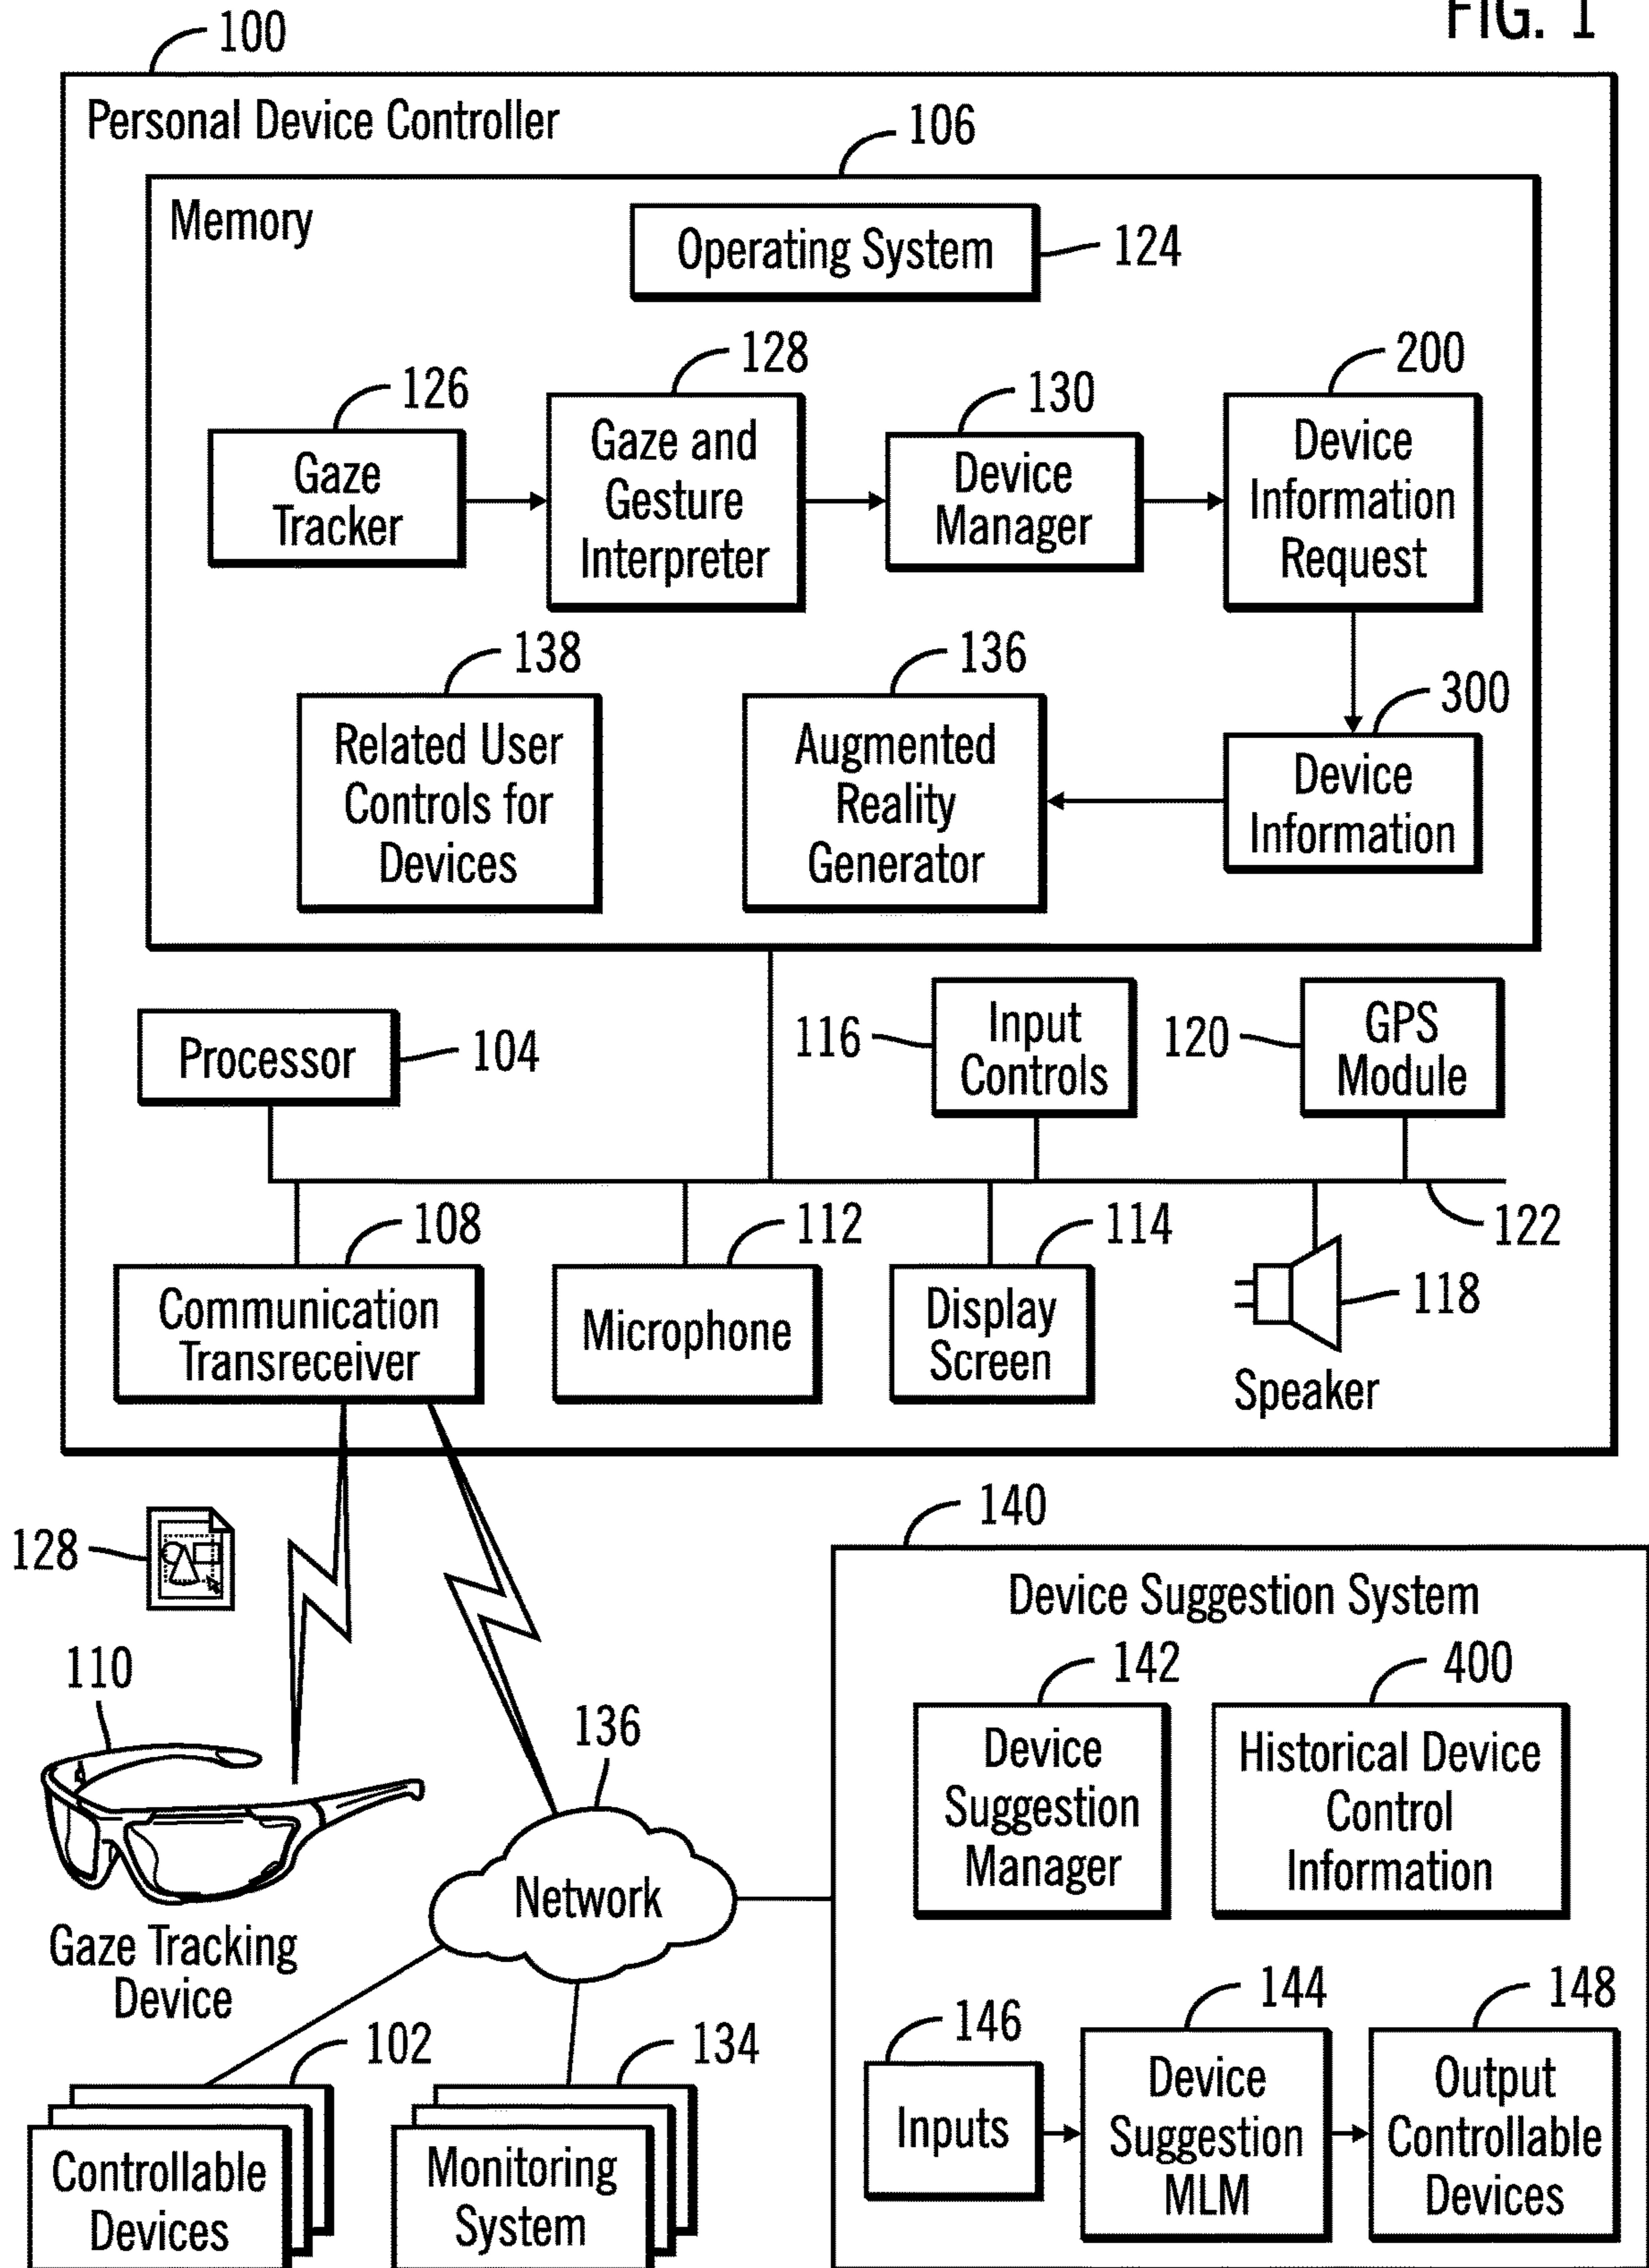 FIG. 1
100
Personal Device Controller
106
Memory
Operating System
124
126
128
130
200
Gaze
Tracker
Gaze and
Gesture
Interpreter
Device
Manager
Device
Information
Request
138
136
300
Related User
Controls for
Devices
Augmented
Reality
Generator
Device
Information
Processor
104
116
Input
Controls
120
GPS
Module
108
112
114
122
Communication
Transreceiver
Microphone
Display
Screen
118
Speaker
128
110
Gaze Tracking
Device
136
Network
102
Controllable
Devices
134
Monitoring
System
140
Device Suggestion System
142
Device
Suggestion
Manager
400
Historical Device
Control
Information
146
Inputs
144
Device
Suggestion
MLM
148
Output
Controllable
Devices